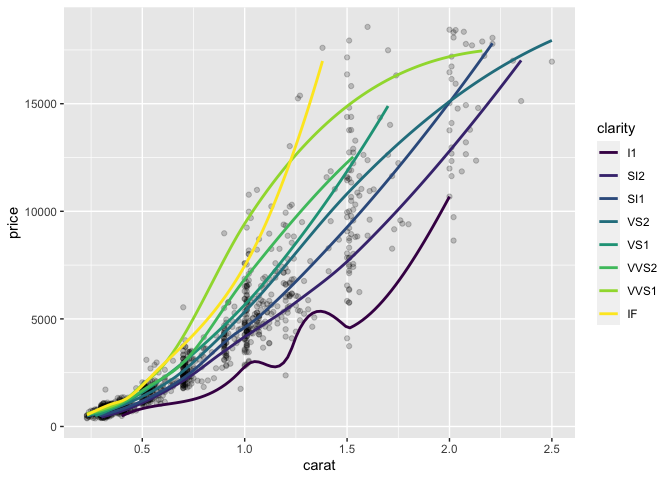 15000
10000
5000
0
price
0.5
1.0
1.5
2.0
2.5
carat
clarity
I1
SI2
SI1
VS2
VS1
VVS2
VVS1
IF